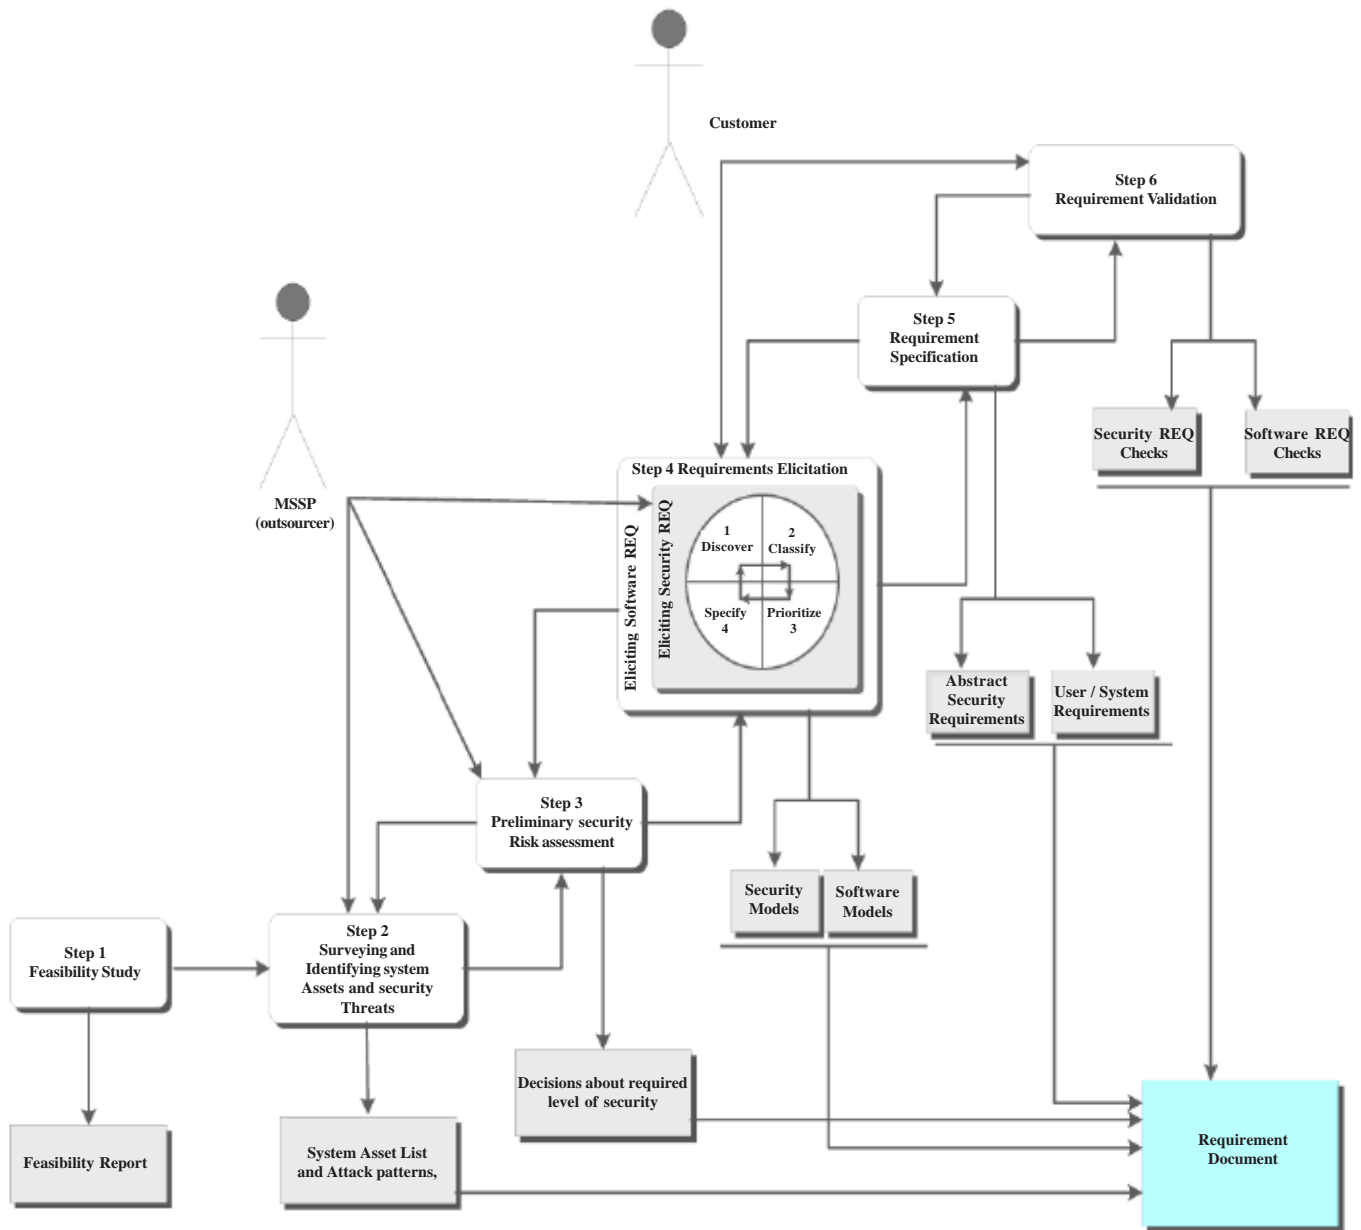 Customer
Step 6
Requirement Validation
Step 5
Requirement
Specification
Security REQ
Checks
Software REQ
Checks
MSSP
(outsourcer)
Step 4 Requirements Elicitation
Eliciting Software REQ
Eliciting Security REQ
1
Discover
2
Classify
Specify
4
Prioritize
3
Abstract
Security
Requirements
User / System
Requirements
Step 3
Preliminary security
Risk assessment
Security
Models
Software
Models
Step 1
Feasibility Study
Step 2
Surveying and
Identifying system
Assets and security
Threats
Decisions about required
level of security
Feasibility Report
System Asset List
and Attack patterns,
Requirement
Document